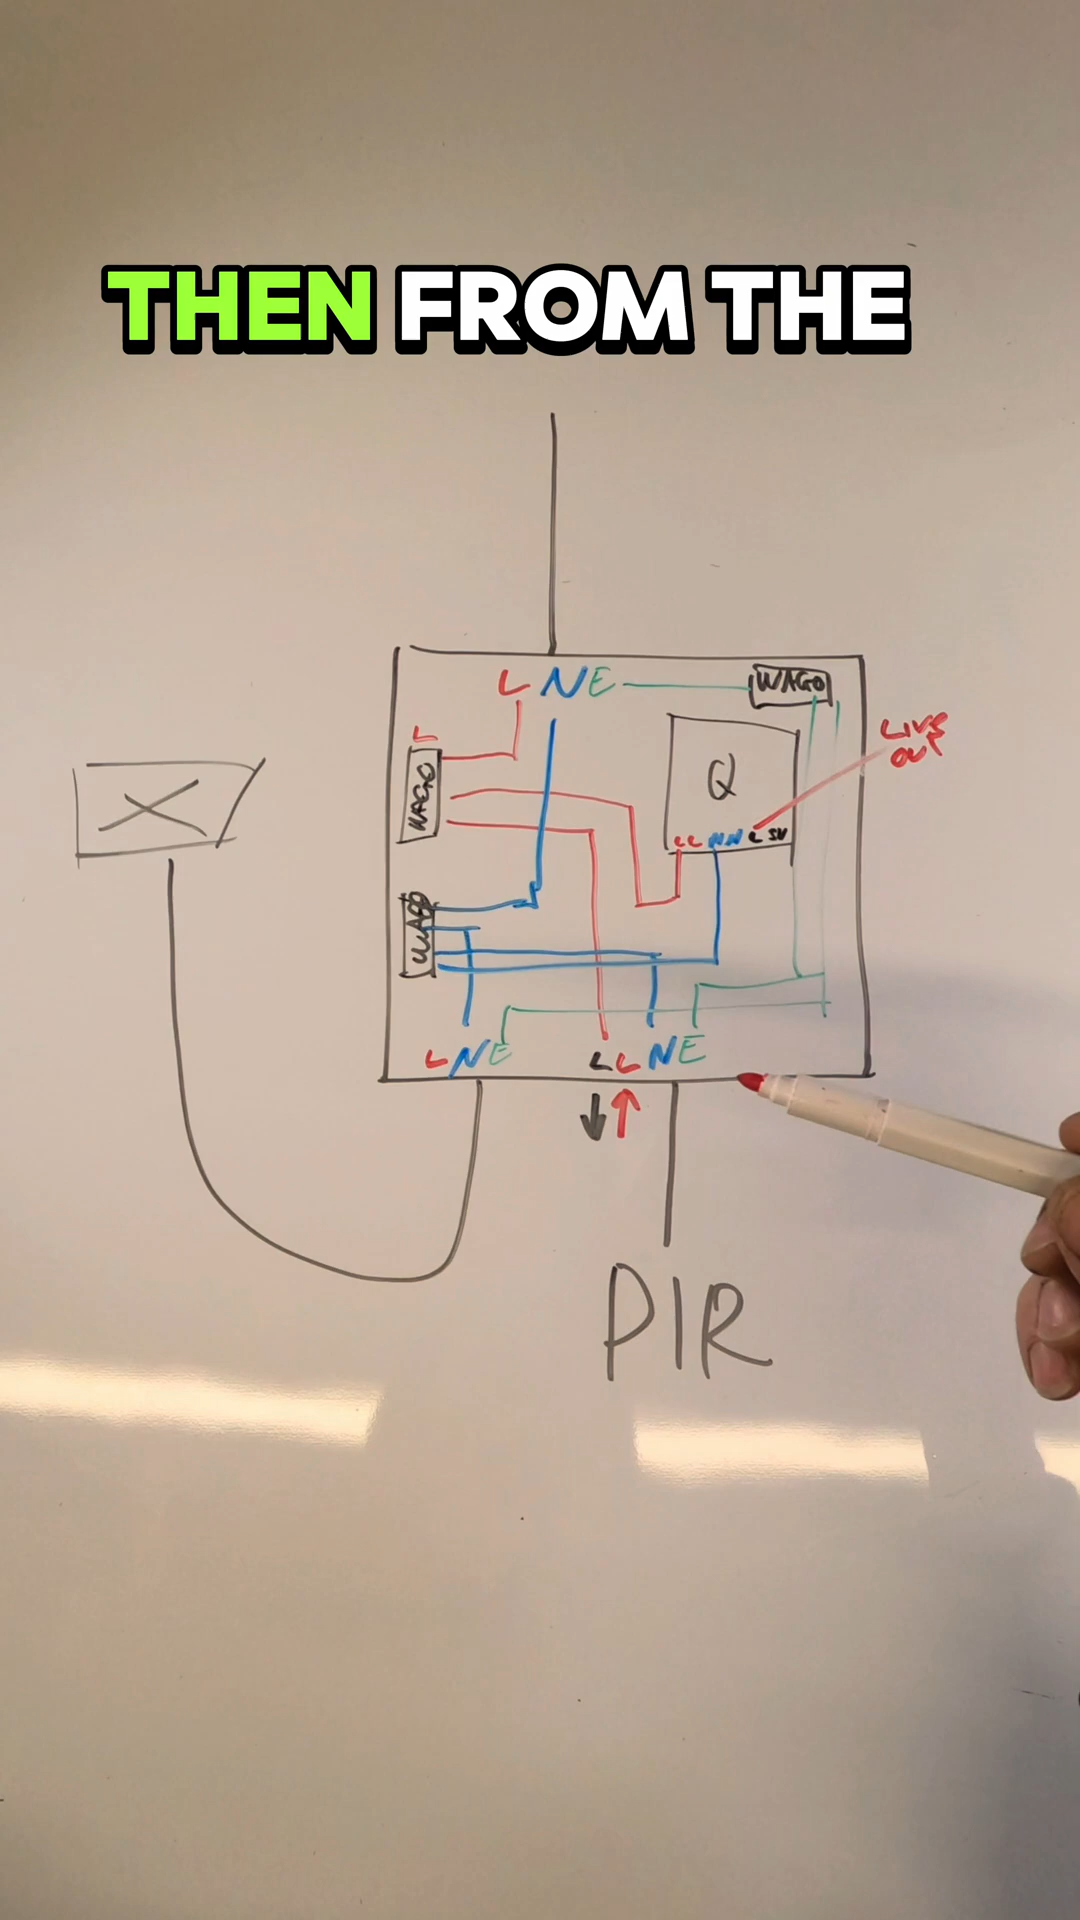 THEN FROM THE
L N E
WAGO
L
WAGO
LIVE
OUT
Q
L L N N L SW
WAGO
L N E
L L N E
PIR